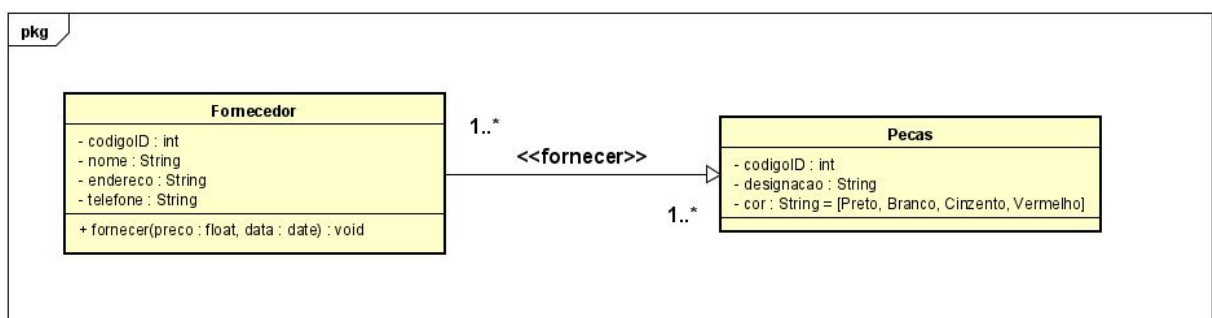 pkg
Fornecedor
- codigoID : int
- nome : String
- endereco : String
- telefone : String
+ fornecer(preco : float, data : date) : void
1..*
<<fornecer>>
1..*
Pecas
- codigoID : int
- designacao : String
- cor : String = [Preto, Branco, Cinzento, Vermelho]